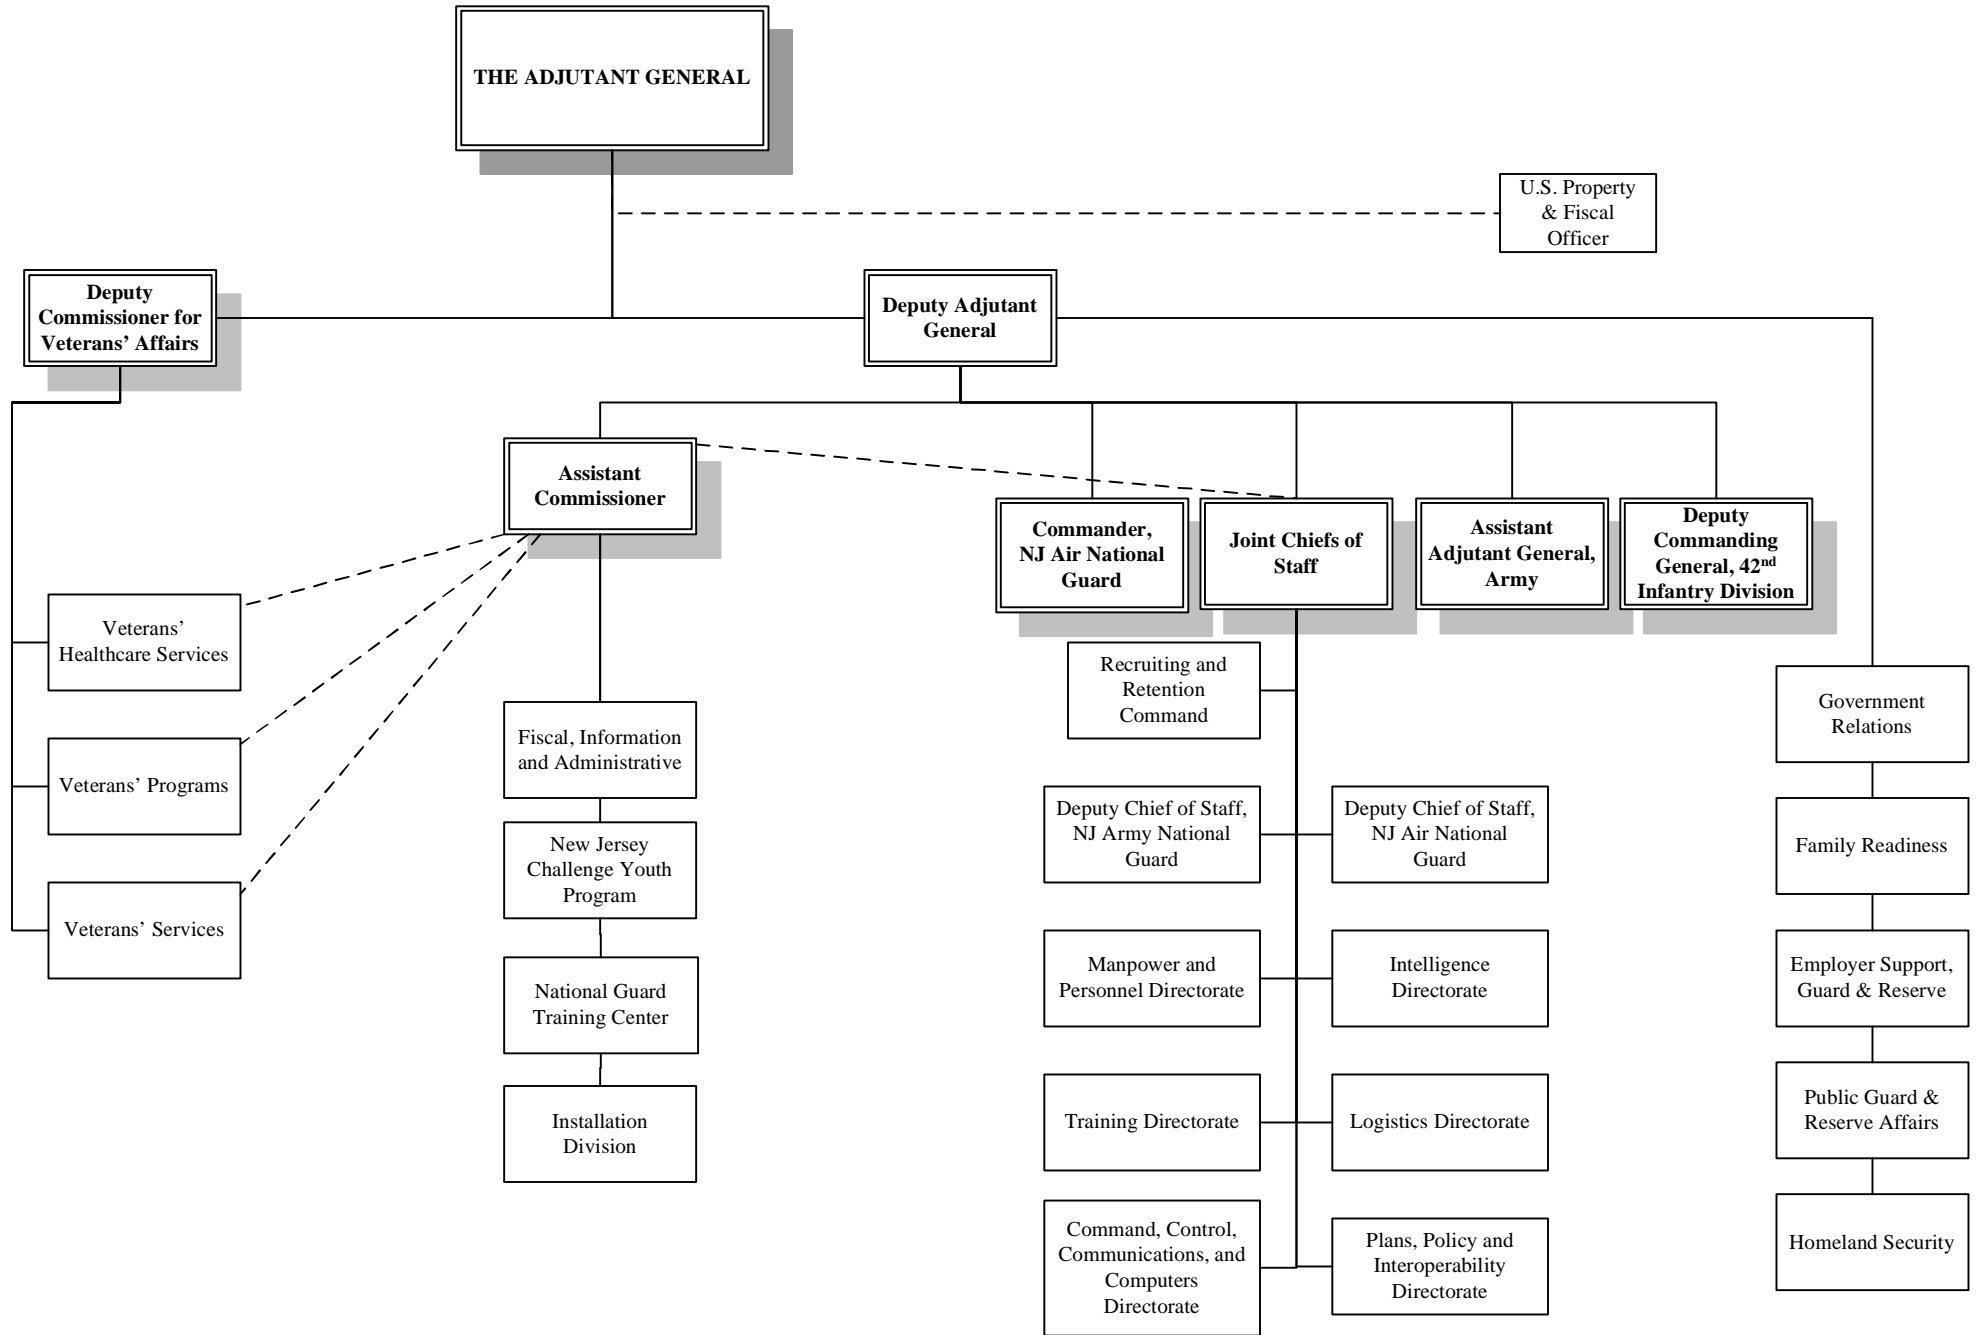 THE ADJUTANT GENERAL
U.S. Property
& Fiscal
Officer
Deputy
Commissioner for
Veterans’ Affairs
Deputy Adjutant
General
Assistant
Commissioner
Commander,
NJ Air National
Guard
Joint Chiefs of
Staff
Assistant
Adjutant General,
Army
Deputy
Commanding
General, 42nd
Infantry Division
Veterans’
Healthcare Services
Veterans’ Programs
Veterans’ Services
Fiscal, Information
and Administrative
New Jersey
Challenge Youth
Program
National Guard
Training Center
Installation
Division
Recruiting and
Retention
Command
Deputy Chief of Staff,
NJ Army National
Guard
Deputy Chief of Staff,
NJ Air National
Guard
Manpower and
Personnel Directorate
Intelligence
Directorate
Training Directorate
Logistics Directorate
Command, Control,
Communications, and
Computers
Directorate
Plans, Policy and
Interoperability
Directorate
Government
Relations
Family Readiness
Employer Support,
Guard & Reserve
Public Guard &
Reserve Affairs
Homeland Security